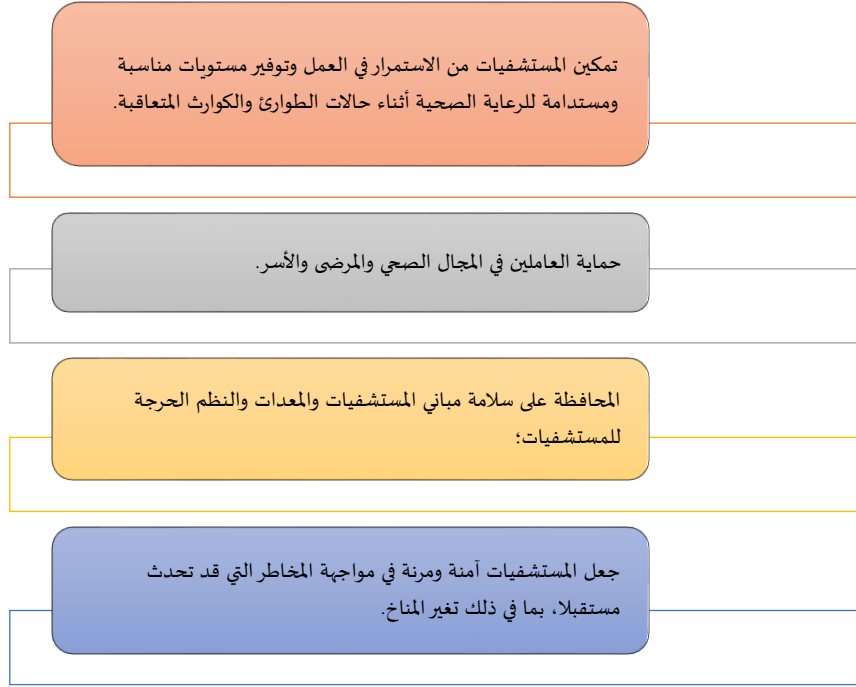 تمكين المستشفيات من الاستمرار في العمل وتوفير مستويات مناسبة
ومستدامة للرعاية الصحية أثناء حالات الطوارئ والكوارث المتعاقبة.
حماية العاملين في المجال الصحي والمرضى والأسر.
المحافظة على سلامة مباني المستشفيات والمعدات والنظم الحرجة
للمستشفيات؛
جعل المستشفيات آمنة ومرنة في مواجهة المخاطر التي قد تحدث
مستقبلا، بما في ذلك تغير المناخ.